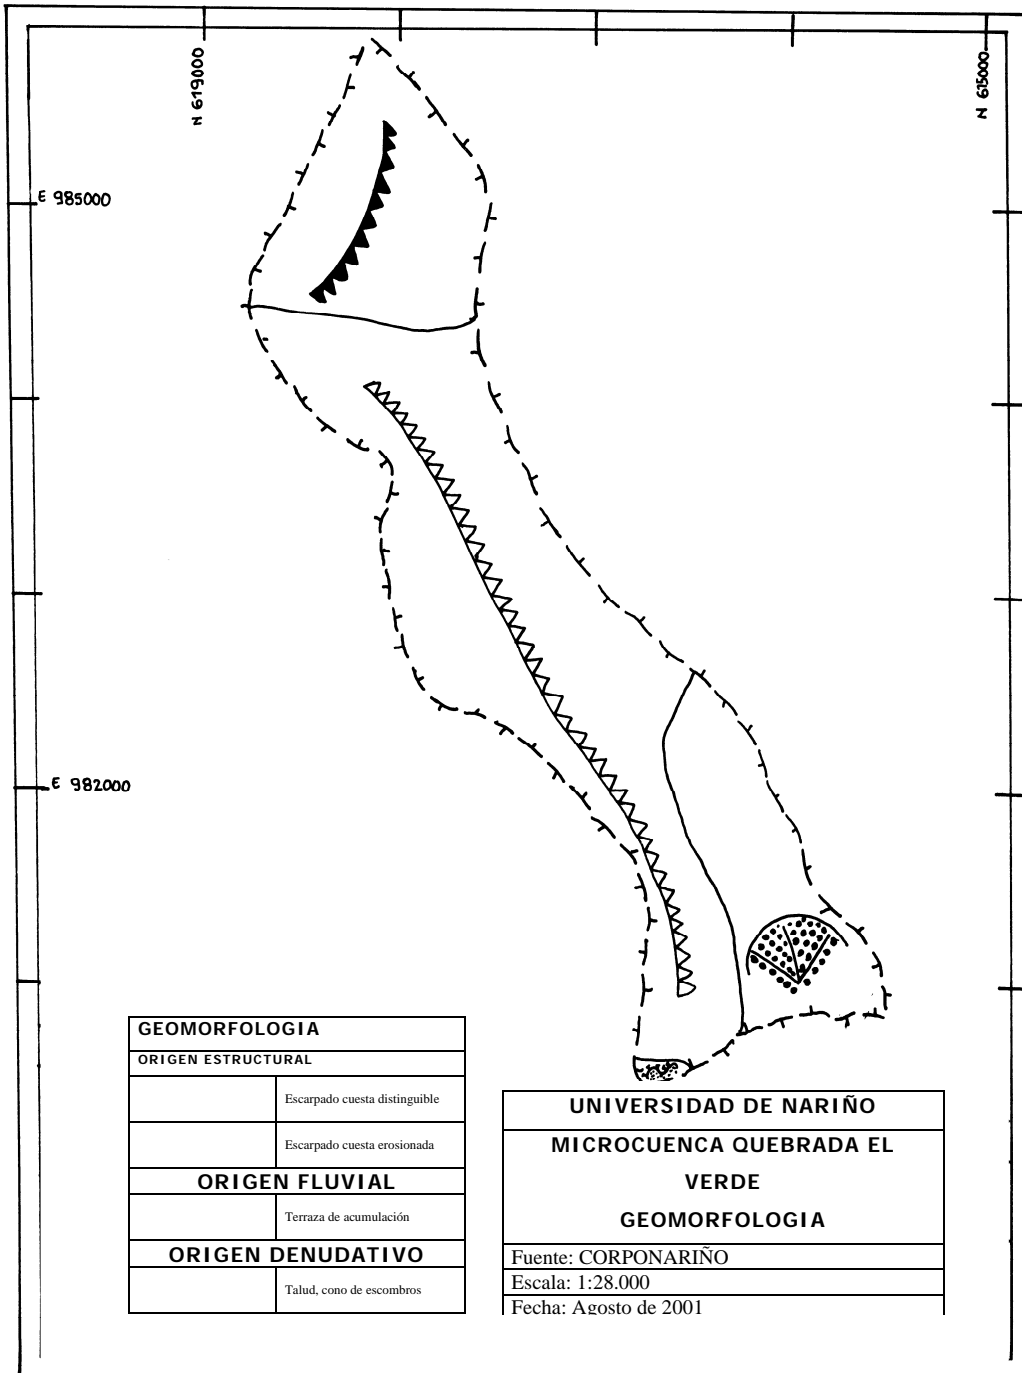 N 619000
N 615000
E 985000
E 982000
GEOMORFOLOGIA
ORIGEN ESTRUCTURAL
Escarpado cuesta distinguible
Escarpado cuesta erosionada
ORIGEN FLUVIAL
Terraza de acumulación
ORIGEN DENUDATIVO
Talud, cono de escombros
UNIVERSIDAD DE NARIÑO
MICROCUENCA QUEBRADA EL
VERDE
GEOMORFOLOGIA
Fuente: CORPONARIÑO
Escala: 1:28.000
Fecha: Agosto de 2001